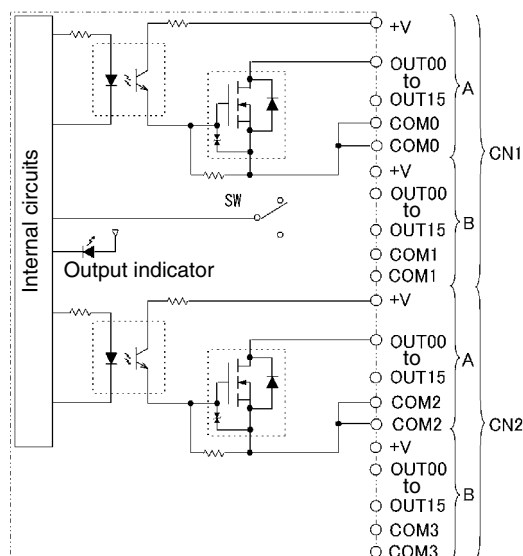 Internal circuits
+V
OUT00
to
OUT15
COM0
COM0
A
+V
OUT00
to
OUT15
COM1
COM1
B
CN1
SW
Output indicator
+V
OUT00
to
OUT15
COM2
COM2
A
+V
OUT00
to
OUT15
COM3
COM3
B
CN2